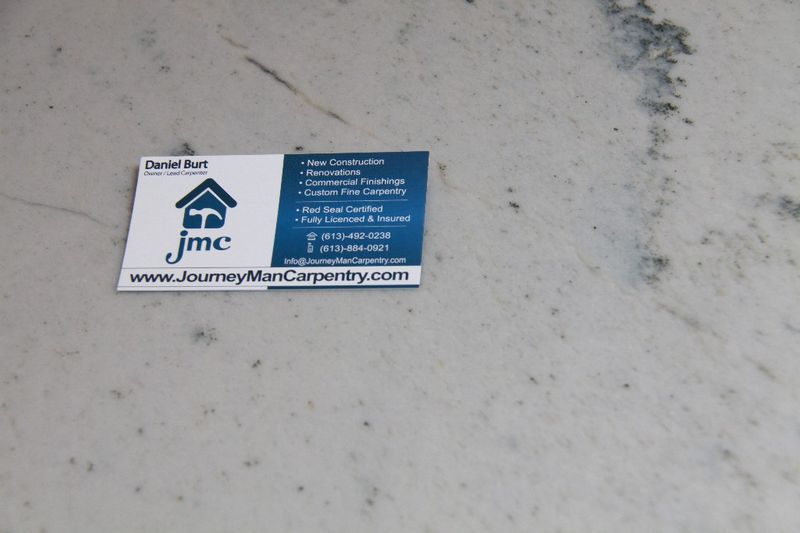 Daniel Burt
Owner / Lead Carpenter
jmc
• New Construction
• Renovations
• Commercial Finishings
• Custom Fine Carpentry
• Red Seal Certified
• Fully Licenced & Insured
(613)-492-0238
(613)-884-0921
Info@JourneyManCarpentry.com
www.JourneyManCarpentry.com